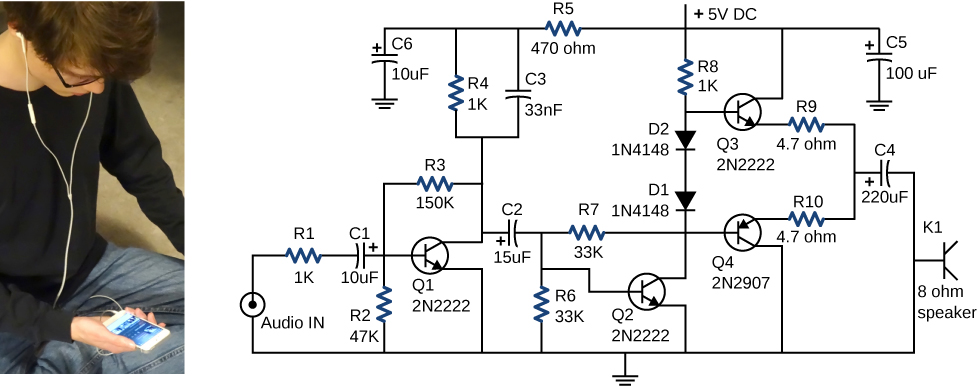 R5
470 ohm
+ 5V DC
+ C6
10uF
R4
1K
C3
33nF
R8
1K
+ C5
100 uF
D2
1N4148
Q3
2N2222
R9
4.7 ohm
R3
150K
D1
1N4148
C4
+ 220uF
R1
1K
C1
+
10uF
C2
+
15uF
R7
33K
R10
4.7 ohm
Q1
2N2222
Q4
2N2907
K1
8 ohm
speaker
Audio IN
R2
47K
R6
33K
Q2
2N2222